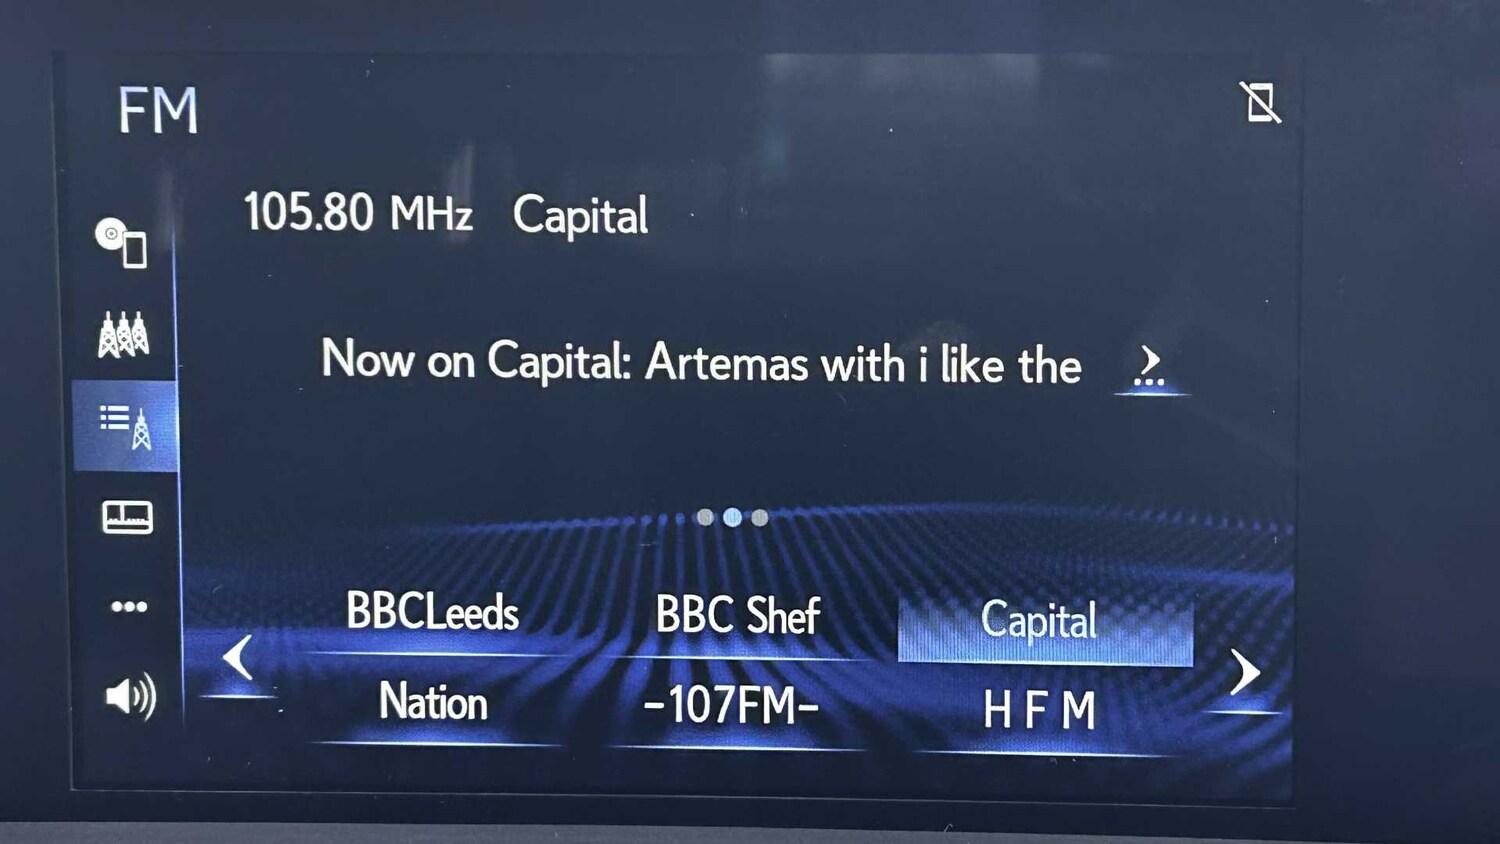 FM
105.80 MHz Capital
Now on Capital: Artemas with i like the
BBCLeeds BBC Shef Capital
Nation -107FM- H F M